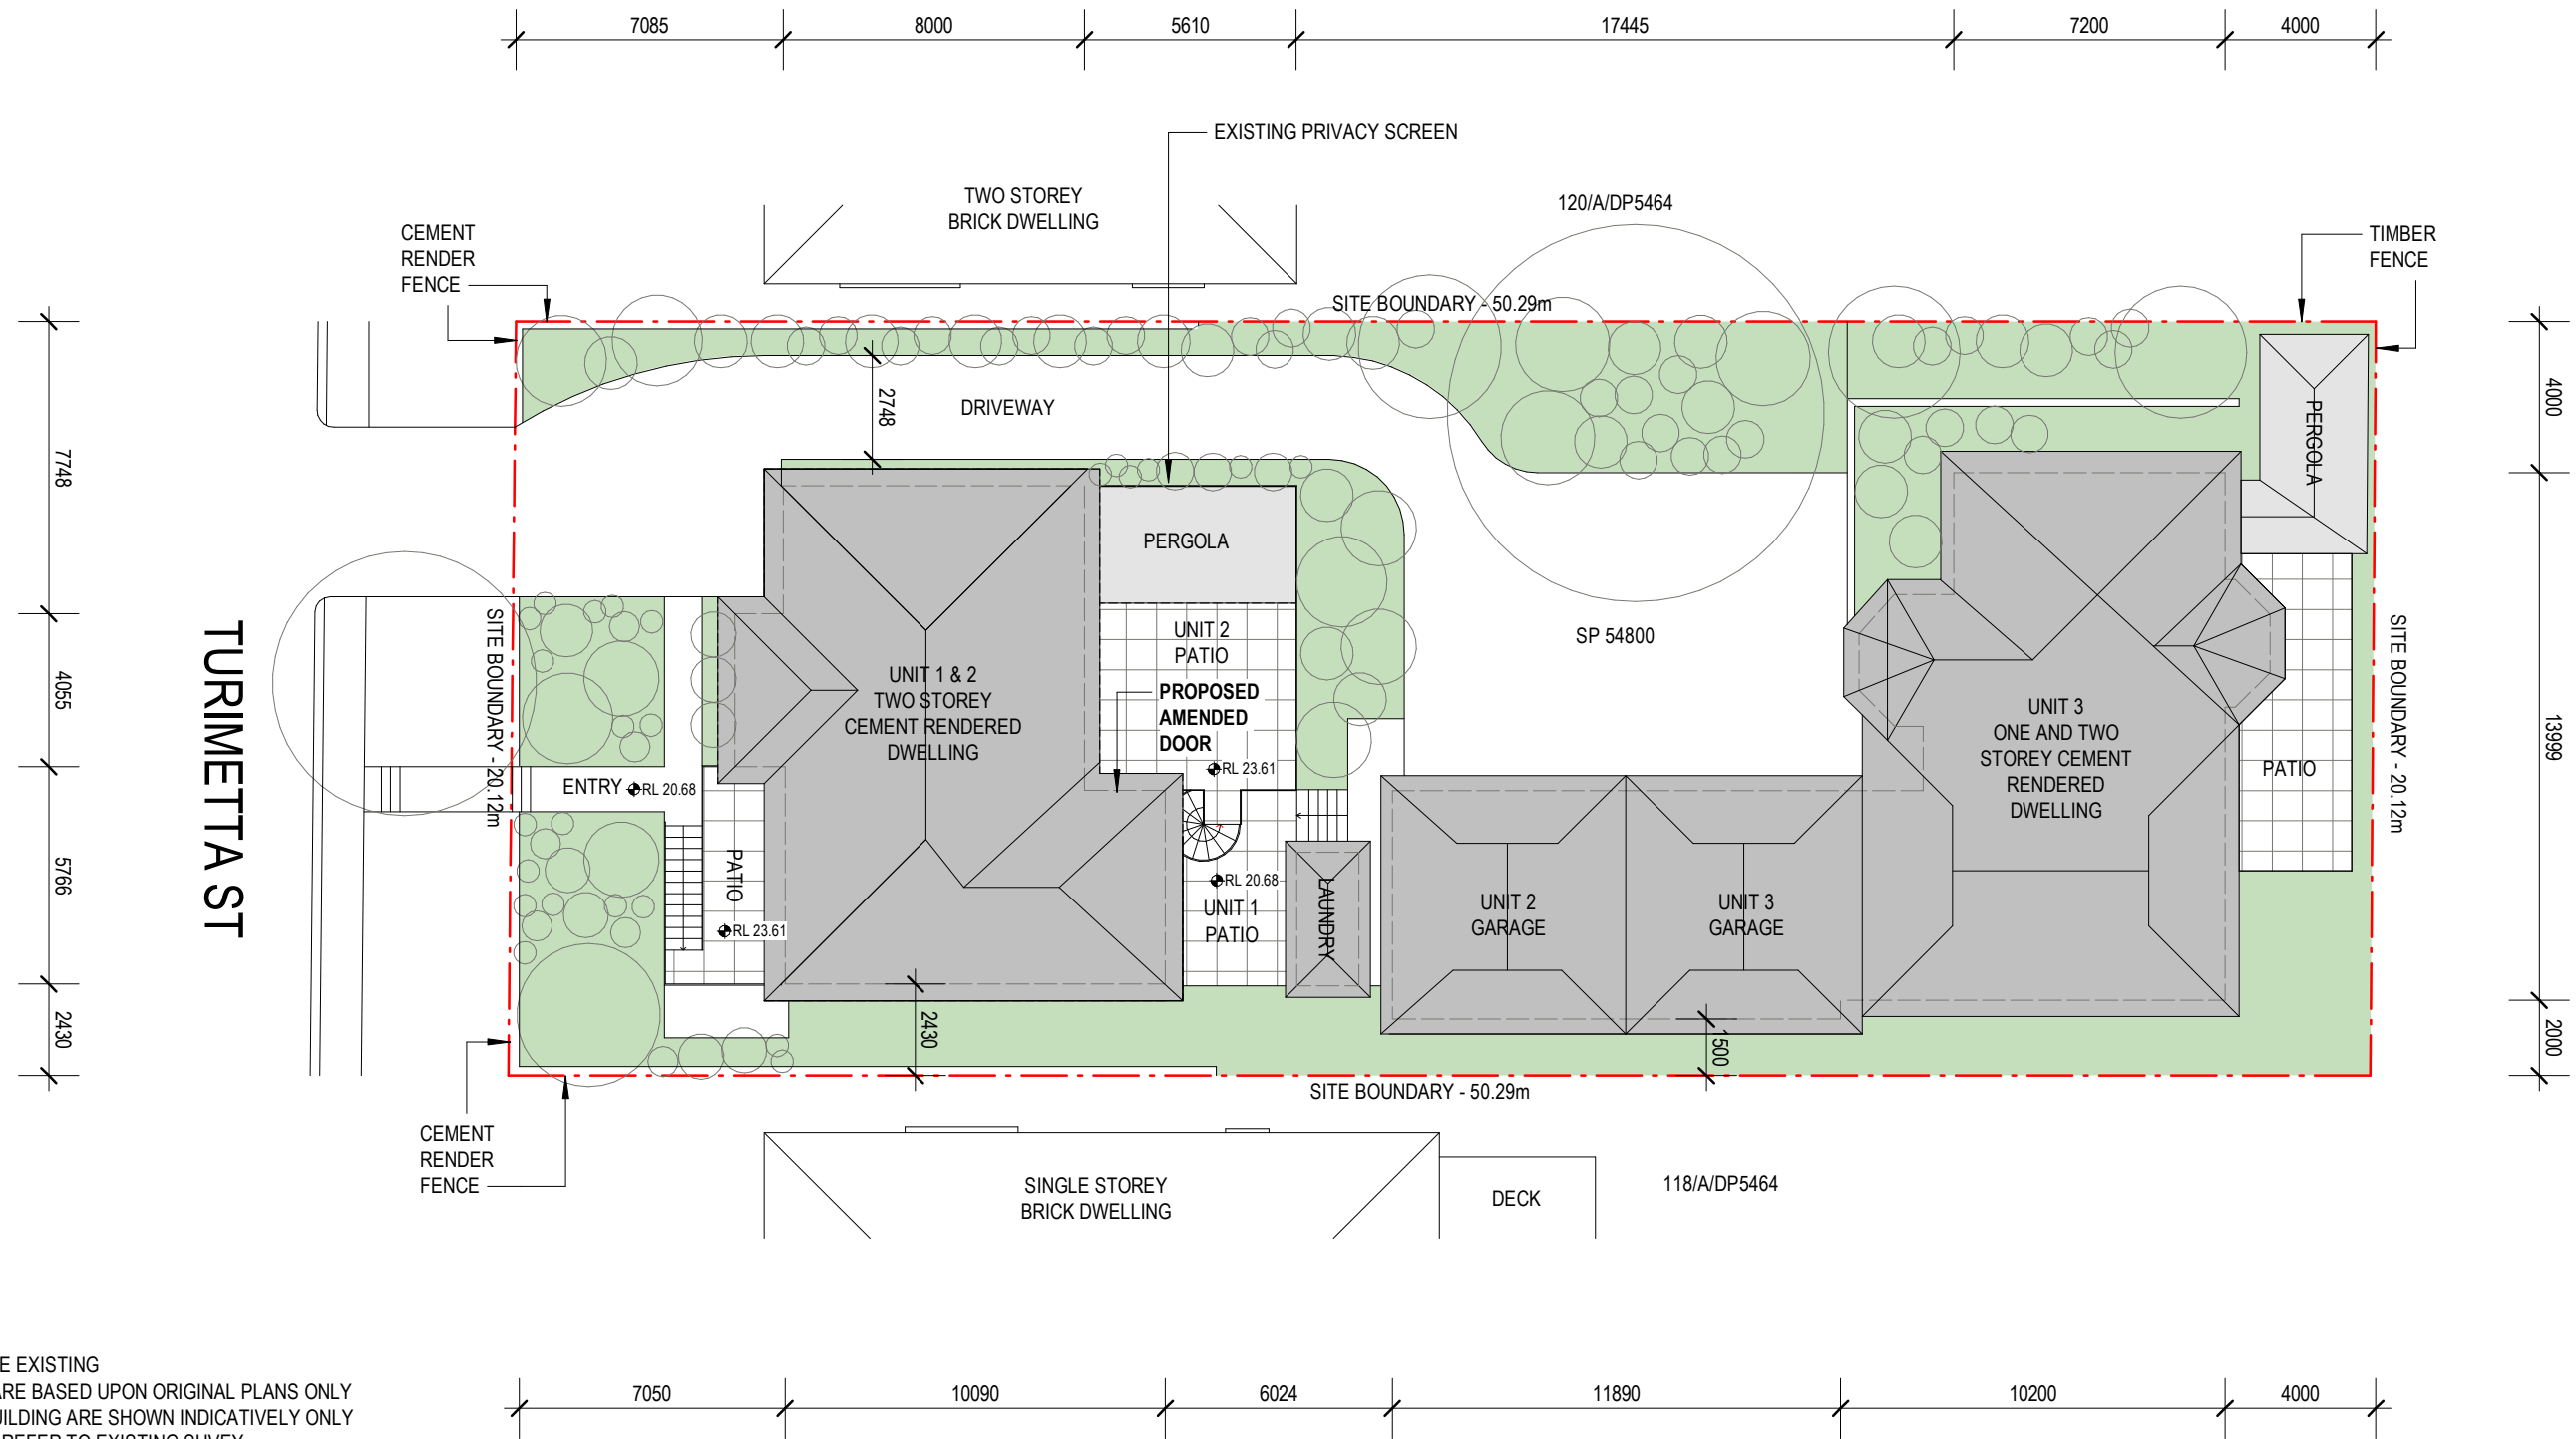 7085
8000
5610
17445
7200
4000
EXISTING PRIVACY SCREEN
TWO STOREY
BRICK DWELLING
120/A/DP5464
CEMENT
RENDER
FENCE
TIMBER
FENCE
SITE BOUNDARY - 50.29m
2748
DRIVEWAY
PERGOLA
PERGOLA
7748
4055
5766
2430
4000
13999
2000
TURIMETTA ST
SITE BOUNDARY - 20.12m
SITE BOUNDARY - 20.12m
UNIT 2
PATIO
SP 54800
PROPOSED
AMENDED
DOOR
UNIT 1 & 2
TWO STOREY
CEMENT RENDERED
DWELLING
UNIT 3
ONE AND TWO
STOREY CEMENT
RENDERED
DWELLING
PATIO
RL 23.61
ENTRY
RL 20.68
PATIO
RL 23.61
RL 20.68
UNIT 1
PATIO
LAUNDRY
UNIT 2
GARAGE
UNIT 3
GARAGE
2430
500
SITE BOUNDARY - 50.29m
CEMENT
RENDER
FENCE
SINGLE STOREY
BRICK DWELLING
DECK
118/A/DP5464
E EXISTING
ARE BASED UPON ORIGINAL PLANS ONLY
UILDING ARE SHOWN INDICATIVELY ONLY
REFER TO EXISTING SUVEY
7050
10090
6024
11890
10200
4000